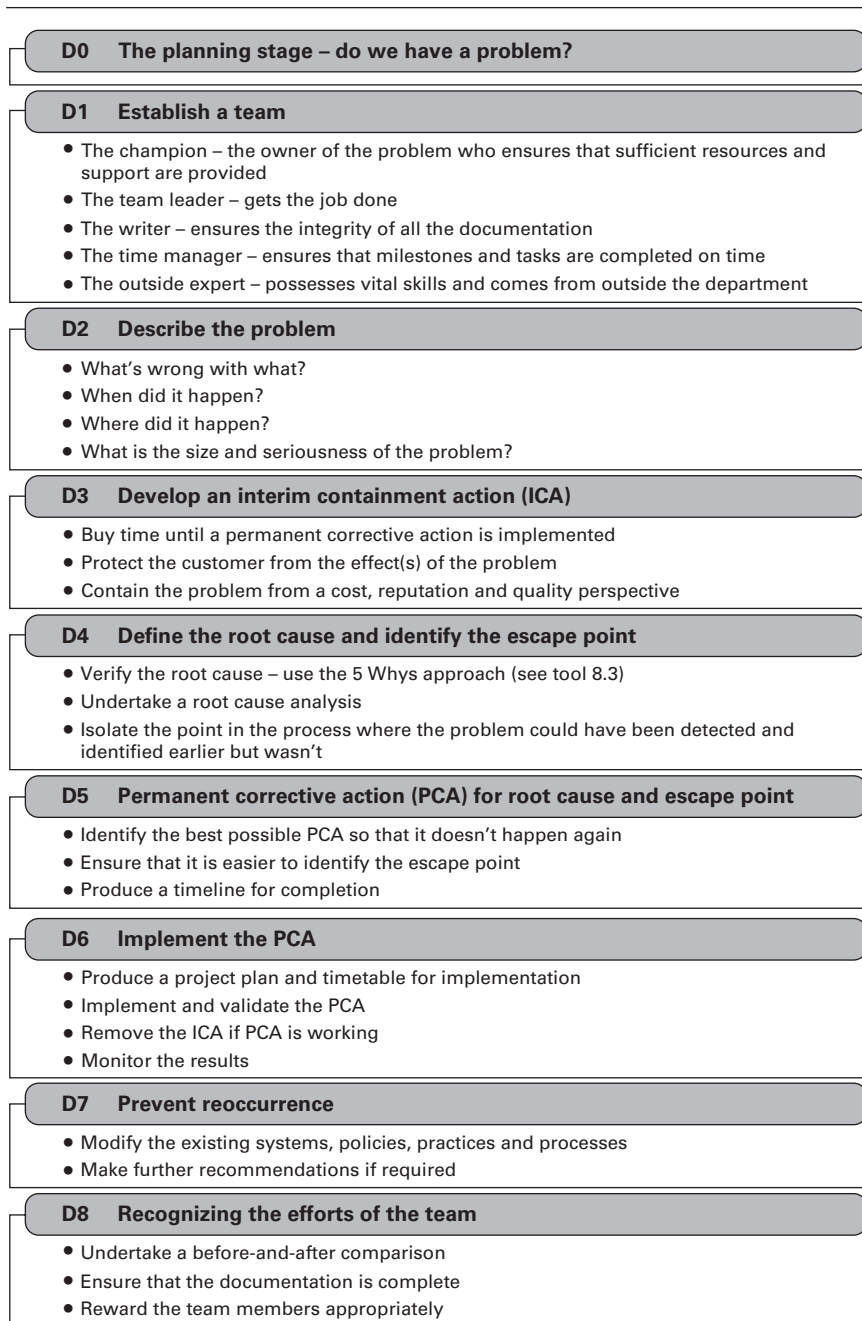 D0 The planning stage – do we have a problem?
D1 Establish a team
• The champion – the owner of the problem who ensures that sufficient resources and
support are provided
• The team leader – gets the job done
• The writer – ensures the integrity of all the documentation
• The time manager – ensures that milestones and tasks are completed on time
• The outside expert – possesses vital skills and comes from outside the department
D2 Describe the problem
• What’s wrong with what?
• When did it happen?
• Where did it happen?
• What is the size and seriousness of the problem?
D3 Develop an interim containment action (ICA)
• Buy time until a permanent corrective action is implemented
• Protect the customer from the effect(s) of the problem
• Contain the problem from a cost, reputation and quality perspective
D4 Define the root cause and identify the escape point
• Verify the root cause – use the 5 Whys approach (see tool 8.3)
• Undertake a root cause analysis
• Isolate the point in the process where the problem could have been detected and
identified earlier but wasn’t
D5 Permanent corrective action (PCA) for root cause and escape point
• Identify the best possible PCA so that it doesn’t happen again
• Ensure that it is easier to identify the escape point
• Produce a timeline for completion
D6 Implement the PCA
• Produce a project plan and timetable for implementation
• Implement and validate the PCA
• Remove the ICA if PCA is working
• Monitor the results
D7 Prevent reoccurrence
• Modify the existing systems, policies, practices and processes
• Make further recommendations if required
D8 Recognizing the efforts of the team
• Undertake a before-and-after comparison
• Ensure that the documentation is complete
• Reward the team members appropriately